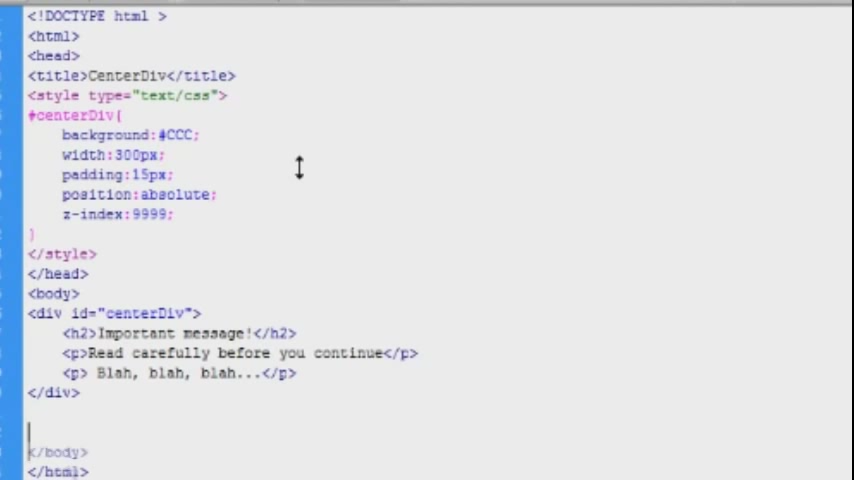 <!DOCTYPE html >
<html>
<head>
<title>CenterDiv</title>
<style type="text/css">
#centerDiv{
background:#CCC;
width:300px;
padding:15px;
position:absolute;
z-index:9999;
}
</style>
</head>
<body>
<div id="centerDiv">
<h2>Important message!</h2>
<p>Read carefully before you continue</p>
<p> Blah, blah, blah...</p>
</div>
</body>
</html>